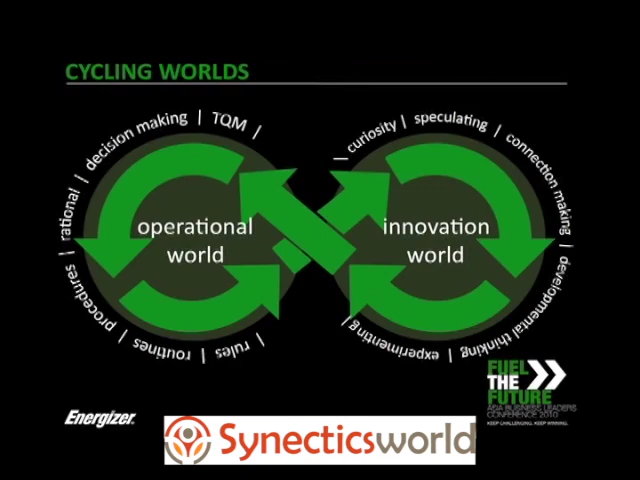 CYCLING WORLDS
rational | decision making | TQM |
procedures | routines | rules |
operational
world
| curiosity | speculating | connection making
| developmental thinking | experimenting |
innovation
world
FUEL
THE
FUTURE
ASIA BUSINESS LEADERS
CONFERENCE 2010
KEEP CHALLENGING. KEEP WINNING.
Energizer
Synecticsworld